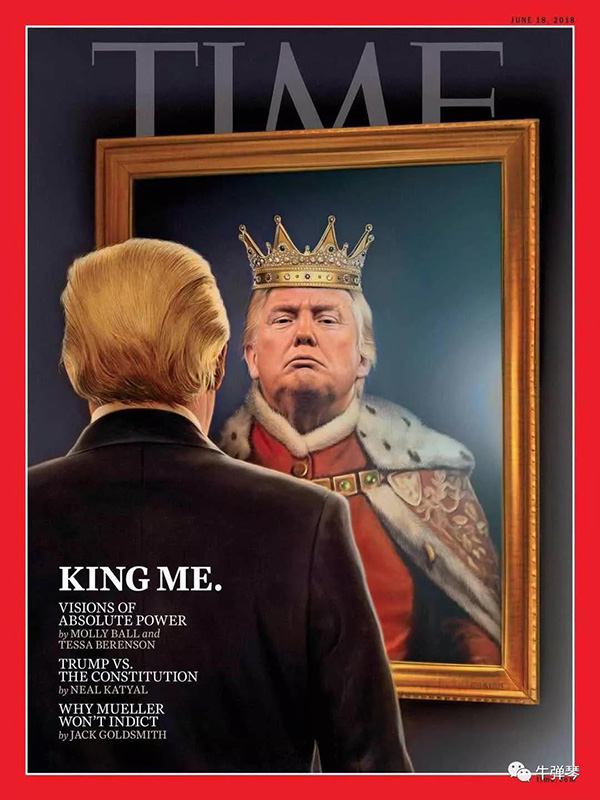 JUNE 18, 2018
TIME
KING ME.
VISIONS OF
ABSOLUTE POWER
by MOLLY BALL and
TESSA BERENSON
TRUMP VS.
THE CONSTITUTION
by NEAL KATYAL
WHY MUELLER
WON'T INDICT
by JACK GOLDSMITH
牛弹琴